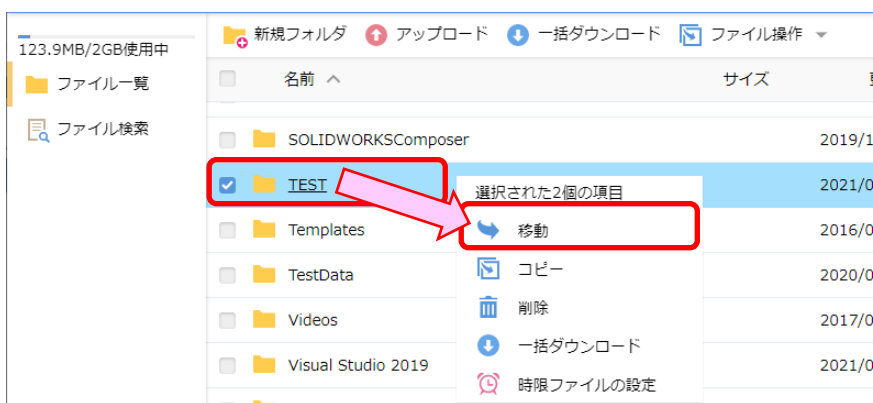 123.9MB/2GB使用中
ファイル一覧
ファイル検索
新規フォルダ アップロード 一括ダウンロード ファイル操作
名前 サイズ
SOLIDWORKSComposer 2019/1
TEST 2021/0
選択された2個の項目
移動
Templates 2016/0
コピー
TestData 2020/0
削除
Videos 2017/0
一括ダウンロード
Visual Studio 2019 2021/0
時限ファイルの設定